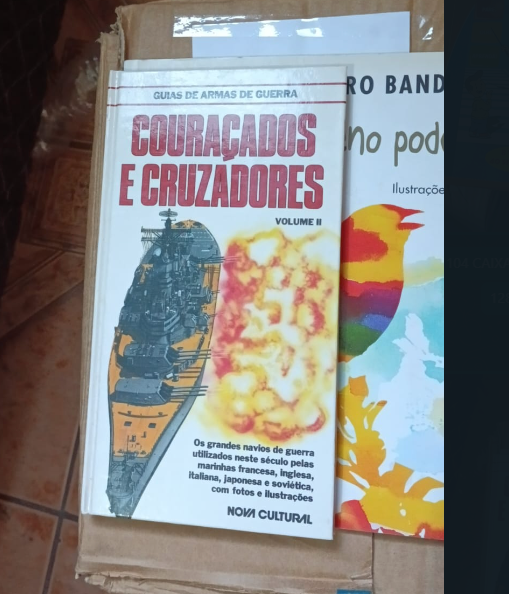 GUIAS DE ARMAS DE GUERRA
COURAÇADOS
E CRUZADORES
VOLUME II
Os grandes navios de guerra
utilizados neste século pelas
marinhas francesa, inglesa,
italiana, japonesa e soviética,
com fotos e ilustrações
NOVA CULTURAL
RO BAND
no pod
Ilustraçõe